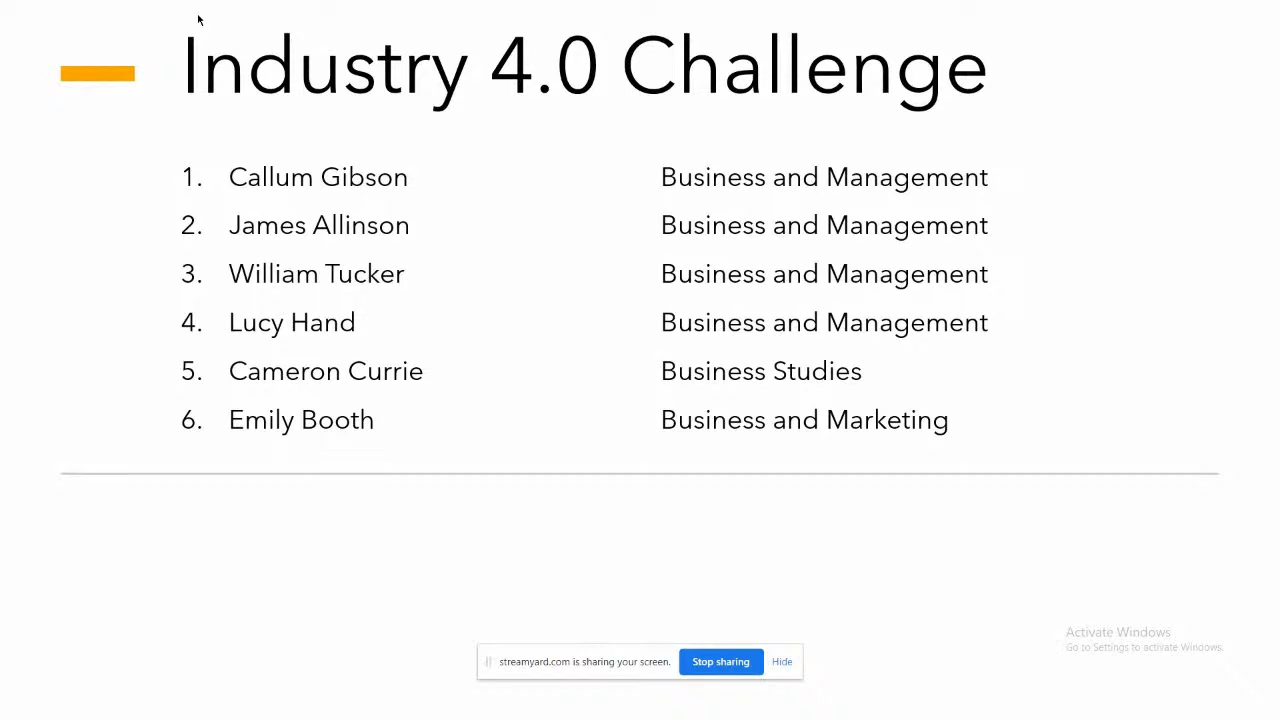 Industry 4.0 Challenge
1. Callum Gibson Business and Management
2. James Allinson Business and Management
3. William Tucker Business and Management
4. Lucy Hand Business and Management
5. Cameron Currie Business Studies
6. Emily Booth Business and Marketing
Activate Windows
Go to Settings to activate Windows.
streamyard.com is sharing your screen. Stop sharing Hide